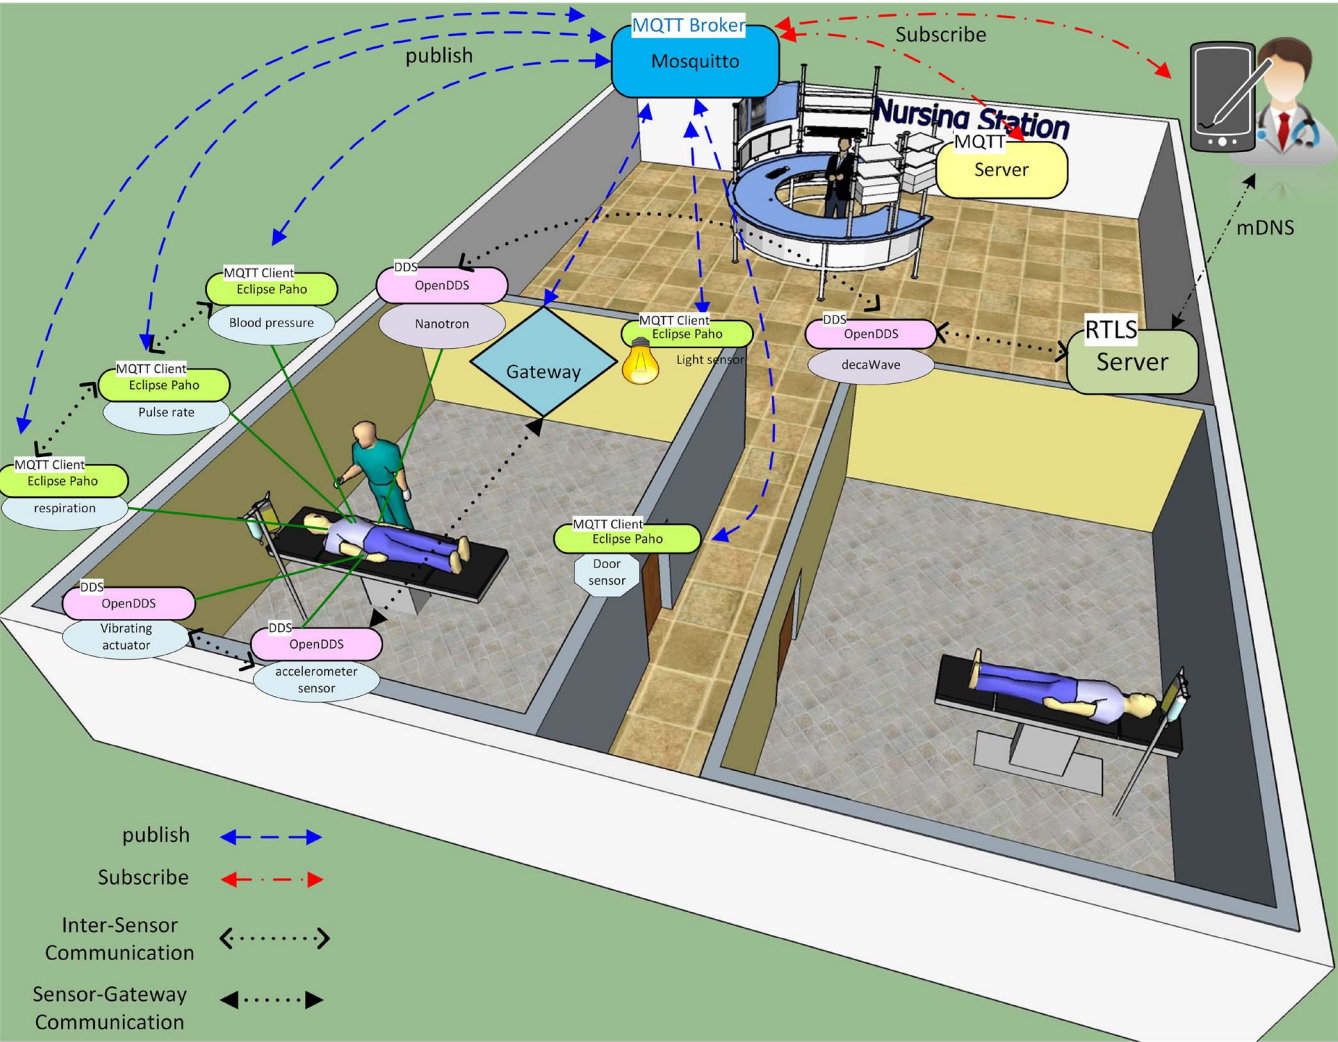 MQTT Broker
Mosquitto
publish
Subscribe
Nursing Station
MQTT
Server
mDNS
MQTT Client
Eclipse Paho
Blood pressure
DDS
OpenDDS
Nanotron
MQTT Client
Eclipse Paho
Light sensor
DDS
OpenDDS
decaWave
RTLS
Server
Gateway
MQTT Client
Eclipse Paho
Pulse rate
MQTT Client
Eclipse Paho
respiration
MQTT Client
Eclipse Paho
Door
sensor
DDS
OpenDDS
Vibrating
actuator
DDS
OpenDDS
accelerometer
sensor
publish
Subscribe
Inter-Sensor
Communication
Sensor-Gateway
Communication